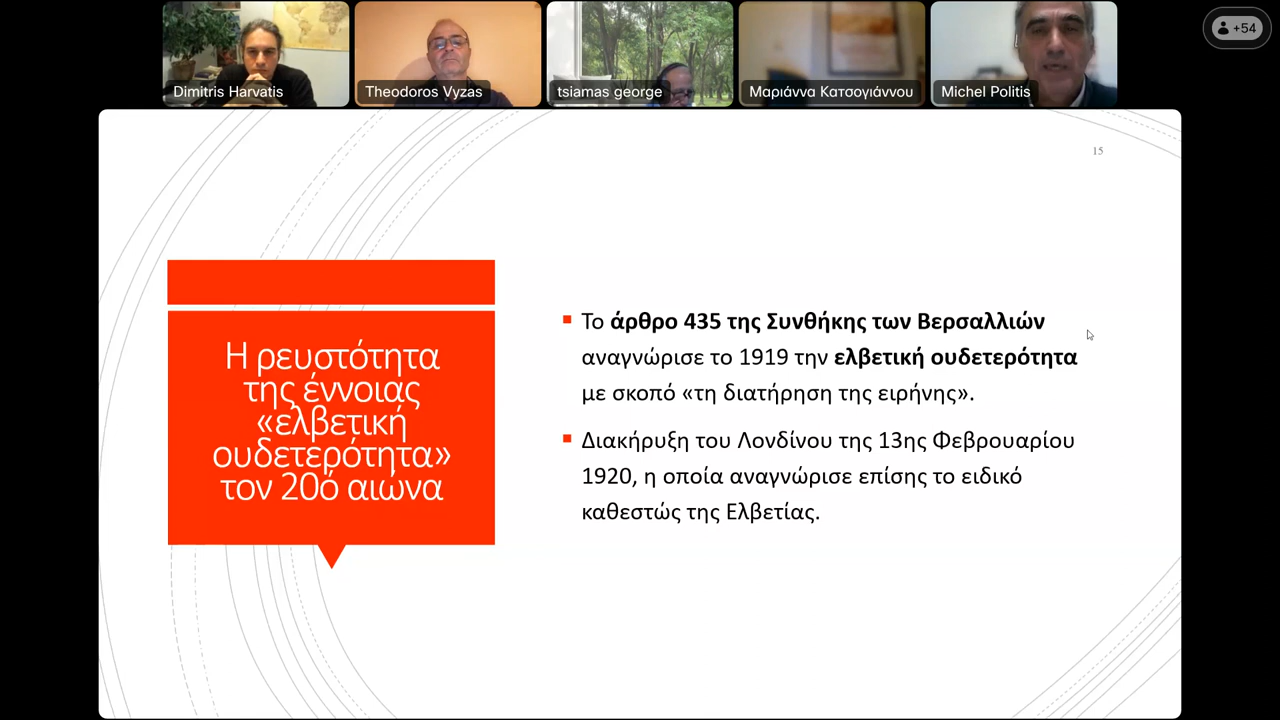 Dimitris Harvatis
Theodoros Vyzas
tsiamas george
Μαριάννα Κατσογιάννου
Michel Politis
+54
15
Η ρευστότητα
της έννοιας
«ελβετική
ουδετερότητα»
τον 20ό αιώνα
Το άρθρο 435 της Συνθήκης των Βερσαλλιών
αναγνώρισε το 1919 την ελβετική ουδετερότητα
με σκοπό «τη διατήρηση της ειρήνης».
Διακήρυξη του Λονδίνου της 13ης Φεβρουαρίου
1920, η οποία αναγνώρισε επίσης το ειδικό
καθεστώς της Ελβετίας.